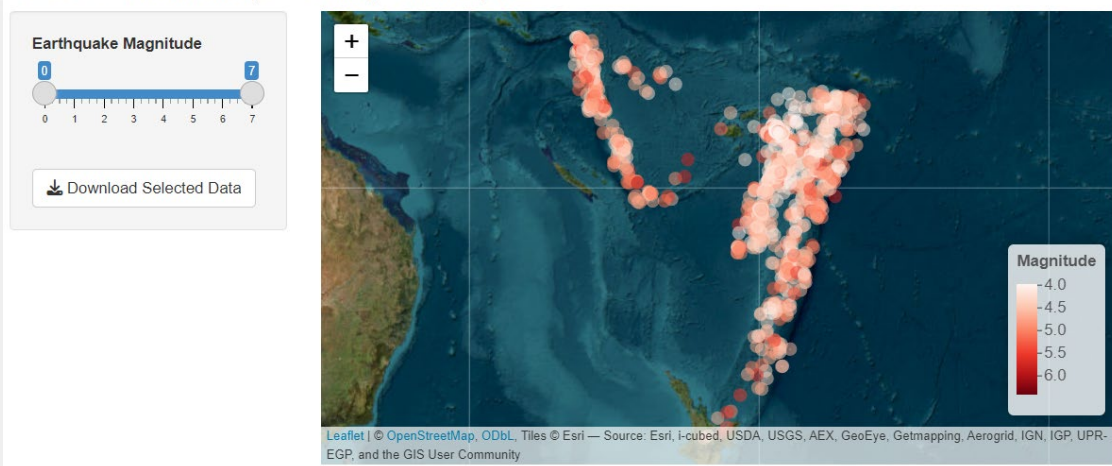 Earthquake Magnitude
0 7
0 1 2 3 4 5 6 7
Download Selected Data
+
−
Magnitude
4.0
4.5
5.0
5.5
6.0
Leaflet | © OpenStreetMap, ODbL, Tiles © Esri — Source: Esri, i-cubed, USDA, USGS, AEX, GeoEye, Getmapping, Aerogrid, IGN, IGP, UPR-
EGP, and the GIS User Community